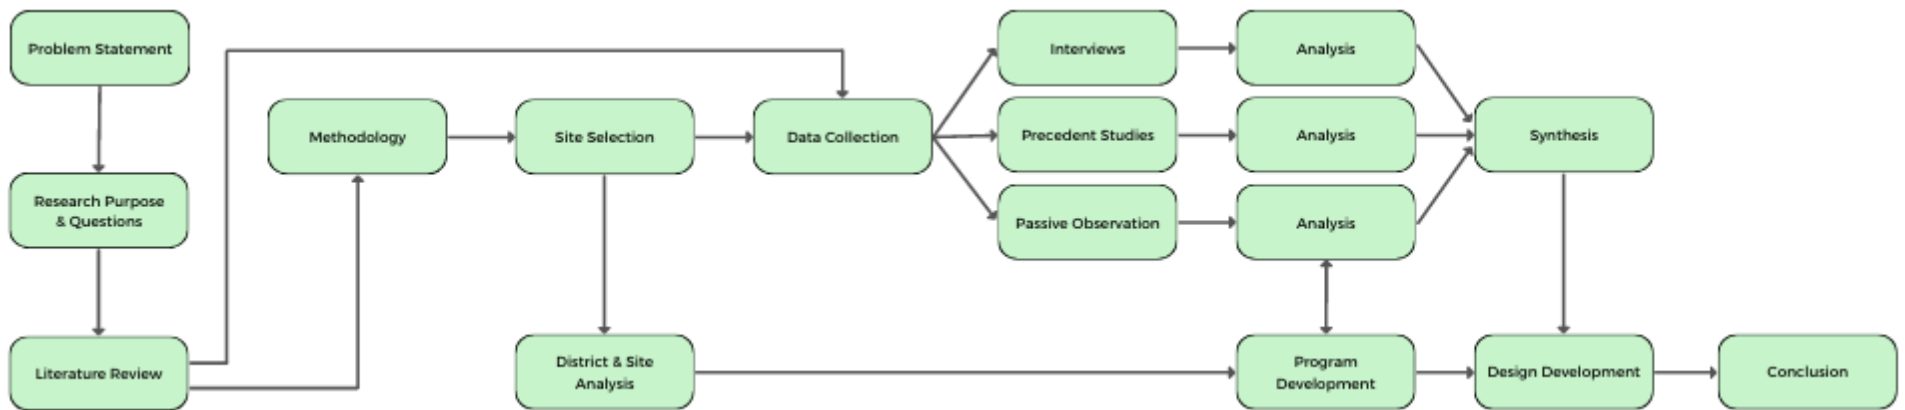 Problem Statement
Research Purpose
& Questions
Literature Review
Methodology
Site Selection
District & Site
Analysis
Data Collection
Interviews
Analysis
Precedent Studies
Analysis
Passive Observation
Analysis
Synthesis
Program
Development
Design Development
Conclusion